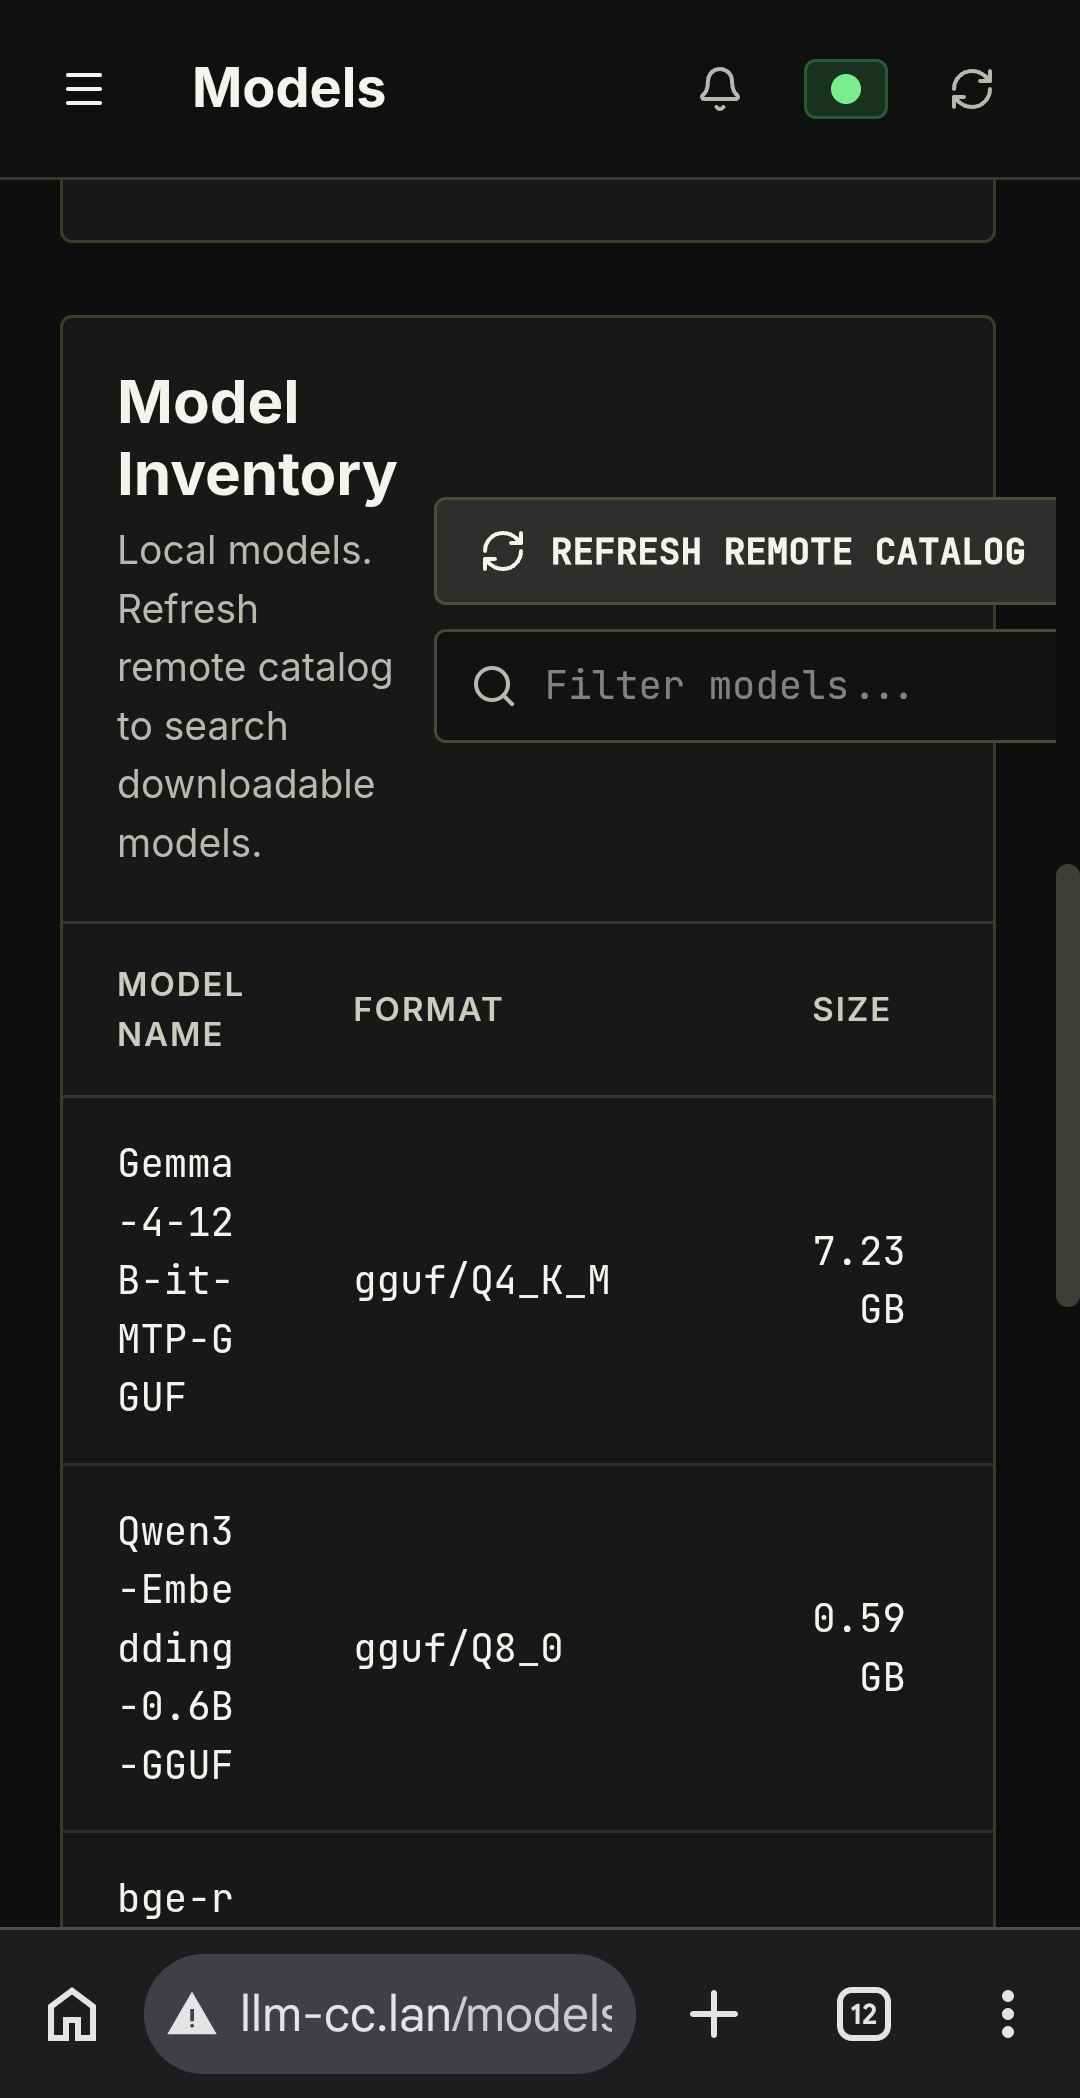 Models
Model
Inventory
Local models.
Refresh
remote catalog
to search
downloadable
models.
REFRESH REMOTE CATALOG
Filter models...
MODEL
NAME
FORMAT
SIZE
Gemma
-4-12
B-it-
MTP-G
GUF
gguf/Q4_K_M
7.23
GB
Qwen3
-Embe
dding
-0.6B
-GGUF
gguf/Q8_0
0.59
GB
bge-r
llm-cc.lan/models
12